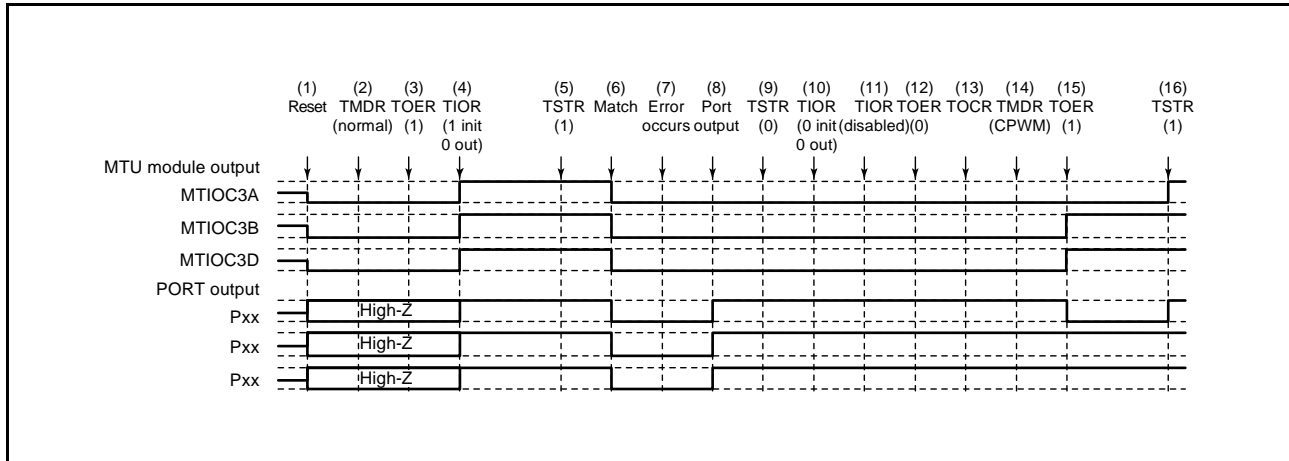 (1) (2) (3) (4) (5) (6) (7) (8) (9) (10) (11) (12) (13) (14) (15) (16)
Reset TMDR TOER TIOR TSTR Match Error Port TSTR TIOR TIOR TOER TOCR TMDR TOER TSTR
(normal) (1) (1 init (1) occurs output (0) (0 init (disabled) (0) (CPWM) (1) (1)
0 out) 0 out)
MTU module output
MTIOC3A
MTIOC3B
MTIOC3D
PORT output
Pxx High-Z
Pxx High-Z
Pxx High-Z